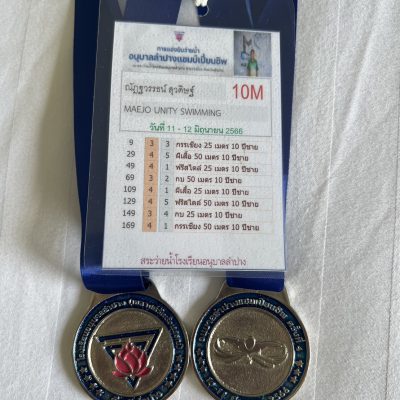 การแข่งขันว่ายน้ำ
อนุบาลลำปางแชมป์เปี้ยนชิพ
ณัฏฐวรรธน์ สุวดิษฐ์ 10M
MAEJO UNITY SWIMMING
วันที่ 11 - 12 มิถุนายน 2566
9 3 3 กรรเชียง 25 เมตร 10 ปีชาย
29 4 5 ผีเสื้อ 50 เมตร 10 ปีชาย
49 4 1 ฟรีสไตล์ 25 เมตร 10 ปีชาย
69 3 2 กบ 50 เมตร 10 ปีชาย
109 4 1 ผีเสื้อ 25 เมตร 10 ปีชาย
129 4 5 ฟรีสไตล์ 50 เมตร 10 ปีชาย
149 3 4 กบ 25 เมตร 10 ปีชาย
169 4 1 กรรเชียง 50 เมตร 10 ปีชาย
สระว่ายน้ำโรงเรียนอนุบาลลำปาง